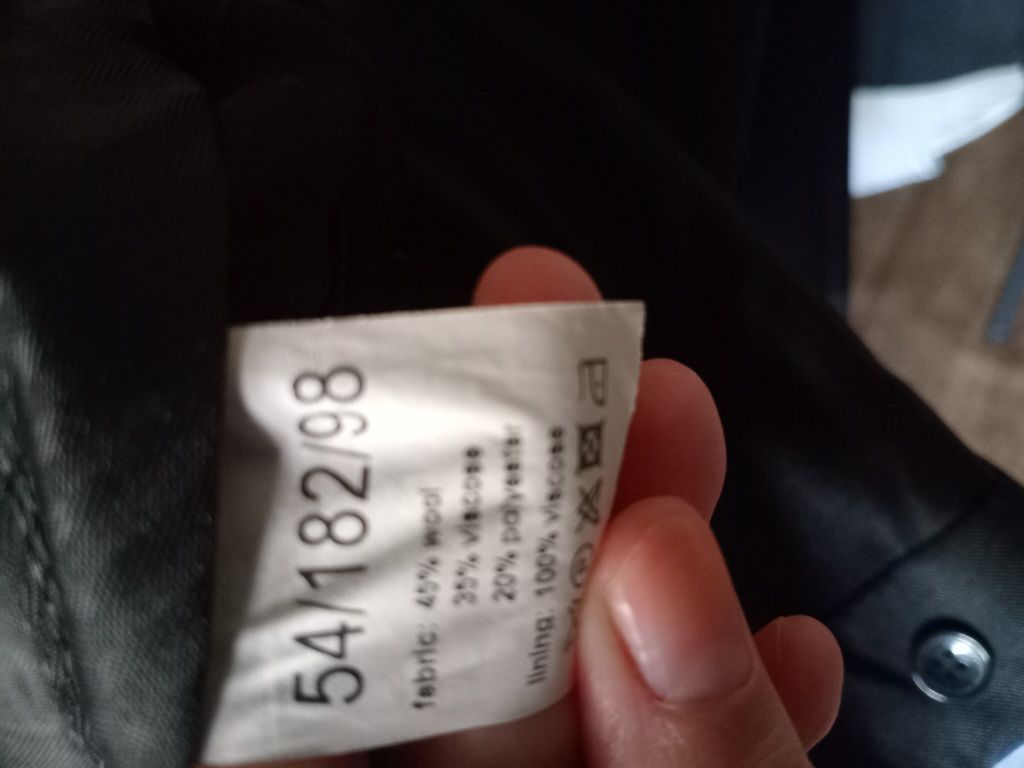 54/182/98
fabric: 45% wool
35% viscose
20% polyester
lining: 100% viscose